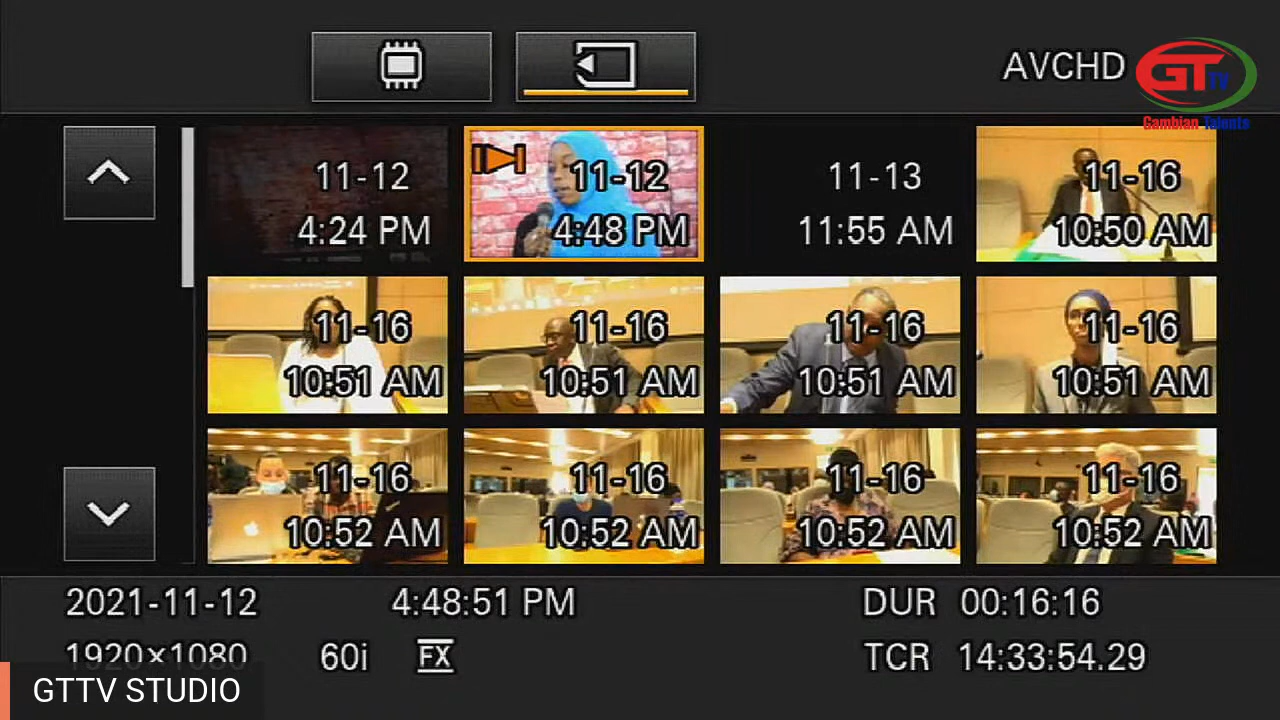 AVCHD
GT TV
Gambian Talents
11-12
4:24 PM
11-12
4:48 PM
11-13
11:55 AM
11-16
10:50 AM
11-16
10:51 AM
11-16
10:51 AM
11-16
10:51 AM
11-16
10:51 AM
11-16
10:52 AM
11-16
10:52 AM
11-16
10:52 AM
11-16
10:52 AM
2021-11-12 4:48:51 PM DUR 00:16:16
1920×1080 60i FX TCR 14:33:54.29
GTTV STUDIO